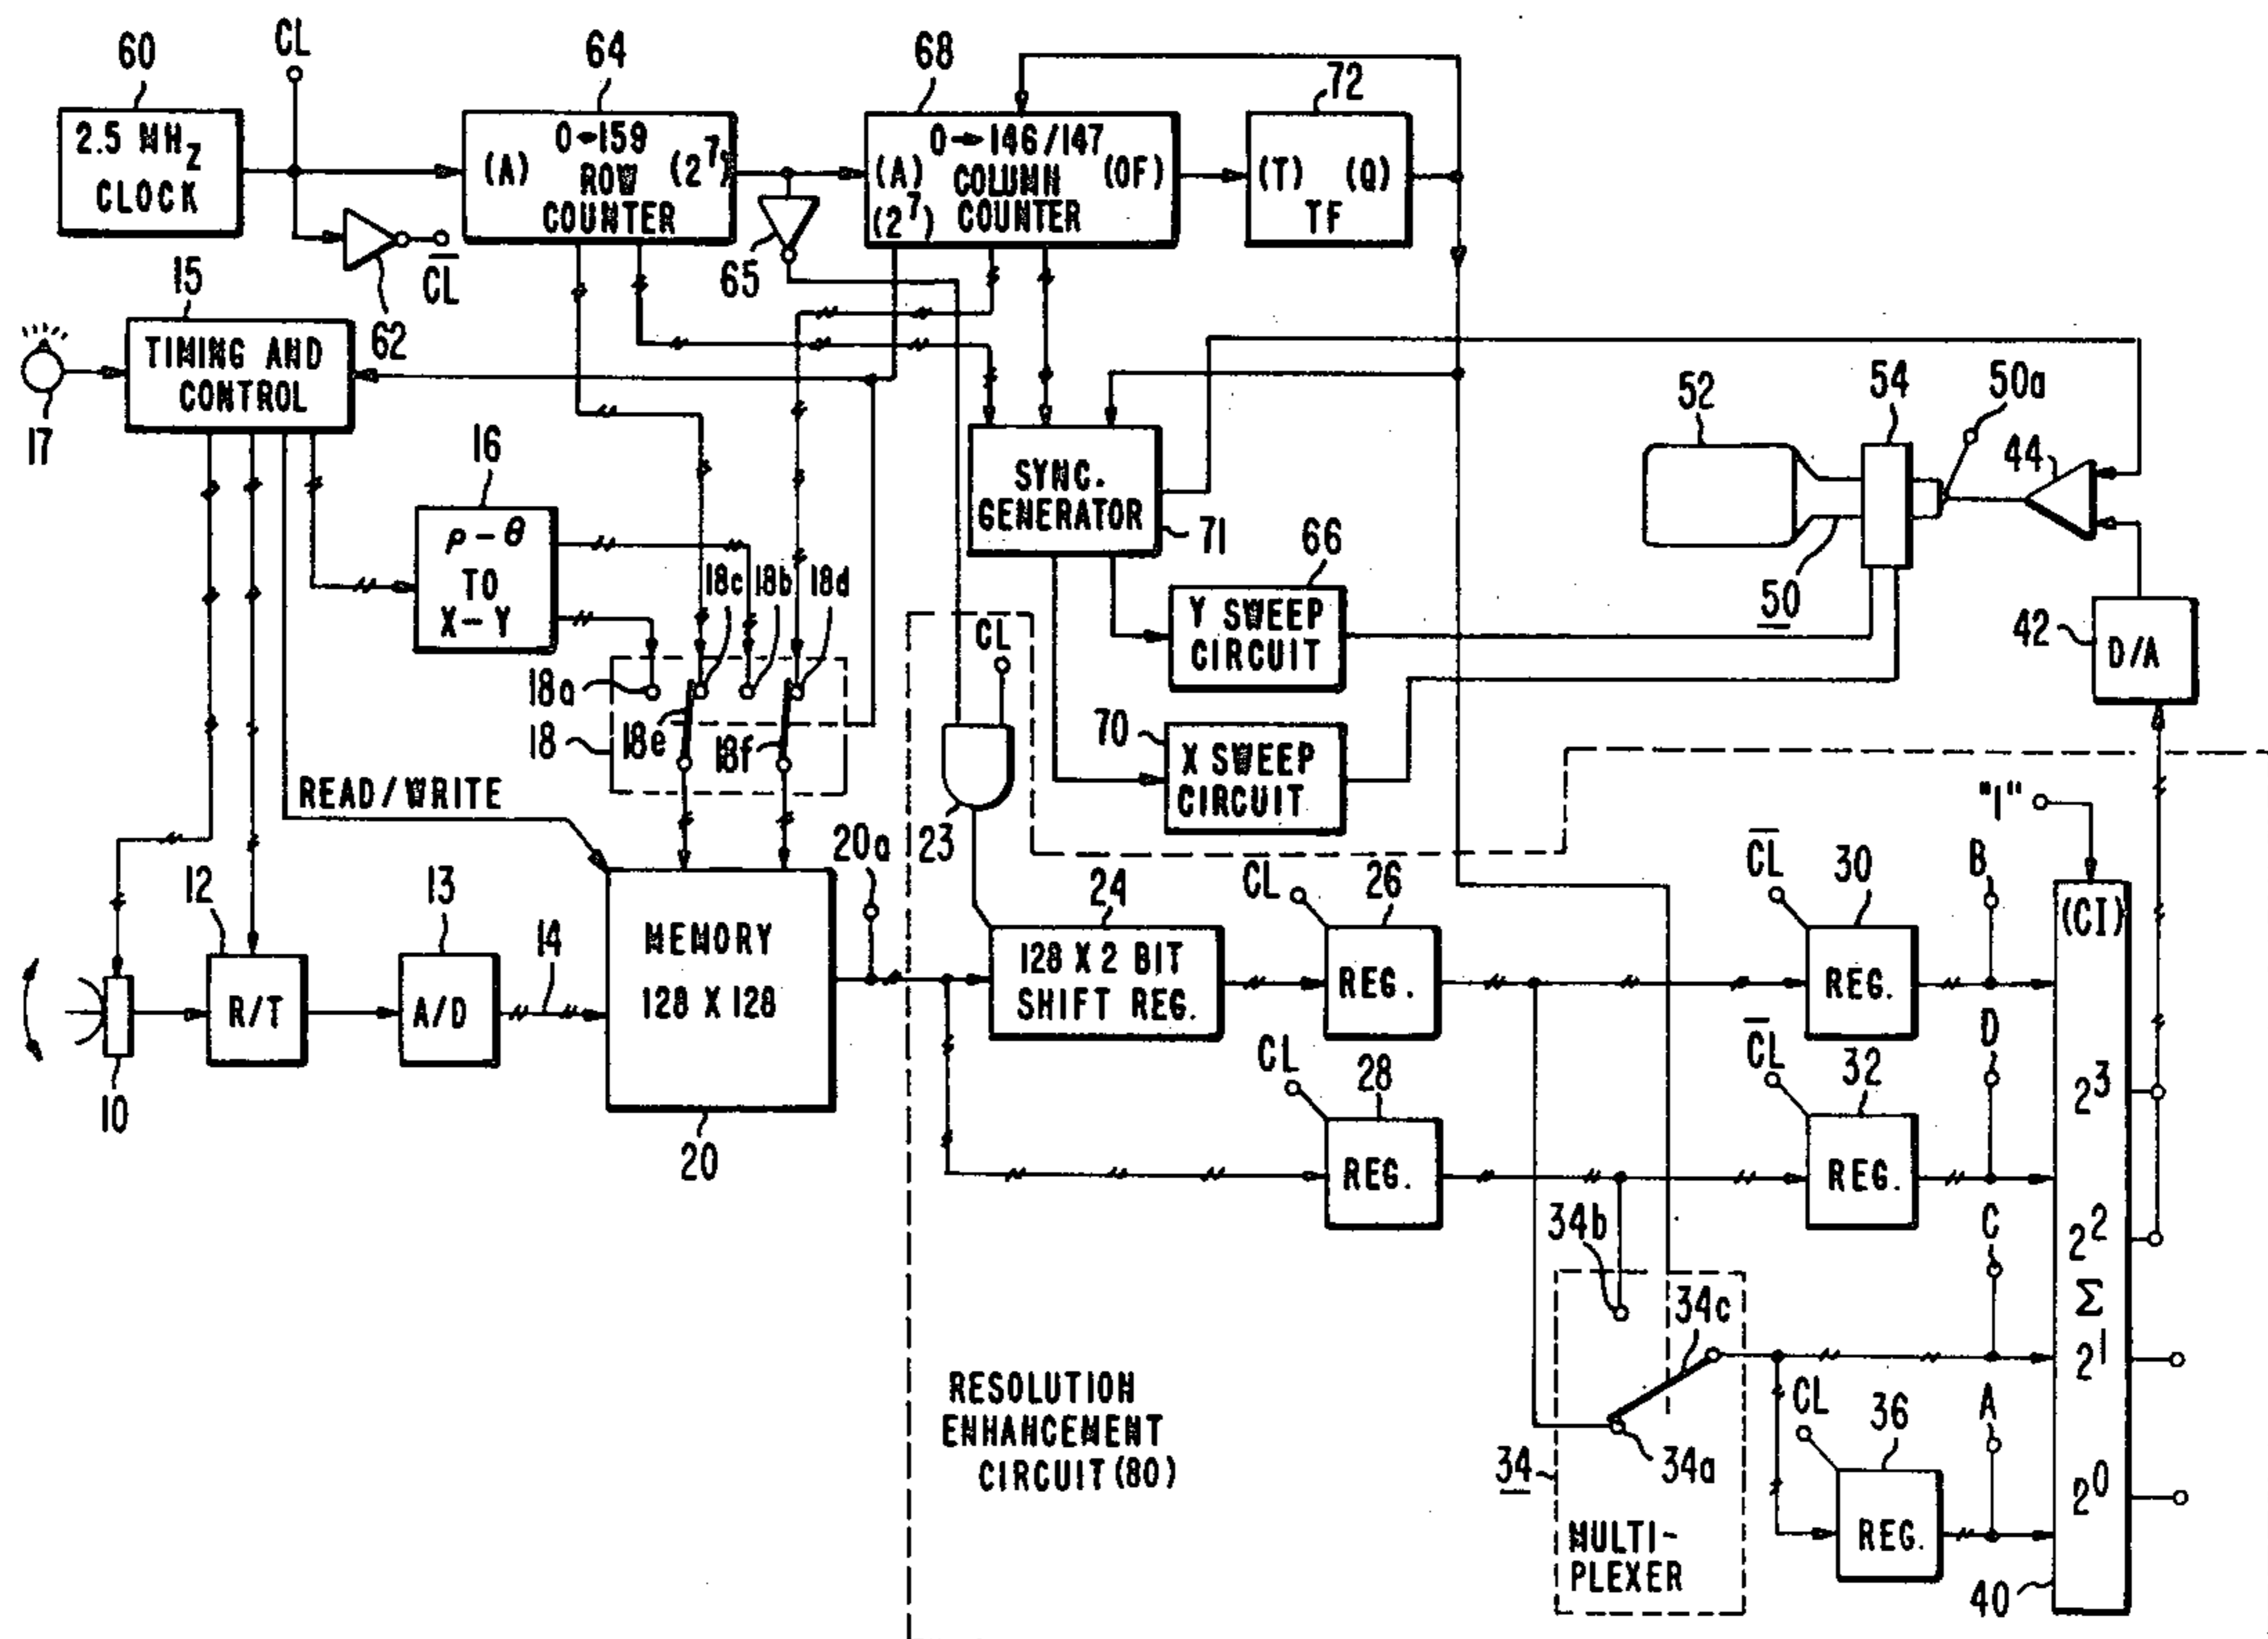 CL
60
64
68
72
2.5 MHZ
CLOCK
0→159
(A) ROW (2⁷)
COUNTER
0→146/147
(A) COLUMN (OF)
(2⁷) COUNTER
(T) (Q)
TF
C̅L̅
62
65
15
TIMING AND
CONTROL
17
16
ρ-θ
TO
X-Y
SYNC.
GENERATOR
71
52
54
50a
44
50
66
Y SWEEP
CIRCUIT
42
D/A
18c
18b
18d
18a
18
18e
18f
CL
70
X SWEEP
CIRCUIT
"1"
READ/WRITE
20a
23
12
13
14
10
R/T
A/D
MEMORY
128 X 128
20
24
128 X 2 BIT
SHIFT REG.
CL
26
REG.
C̅L̅
30
REG.
B
(CI)
CL
28
REG.
C̅L̅
32
REG.
D
2³
2²
Σ
2¹
2⁰
34b
34c
34a
34
MULTI-
PLEXER
C
CL
36
REG.
A
40
RESOLUTION
ENHANCEMENT
CIRCUIT (80)